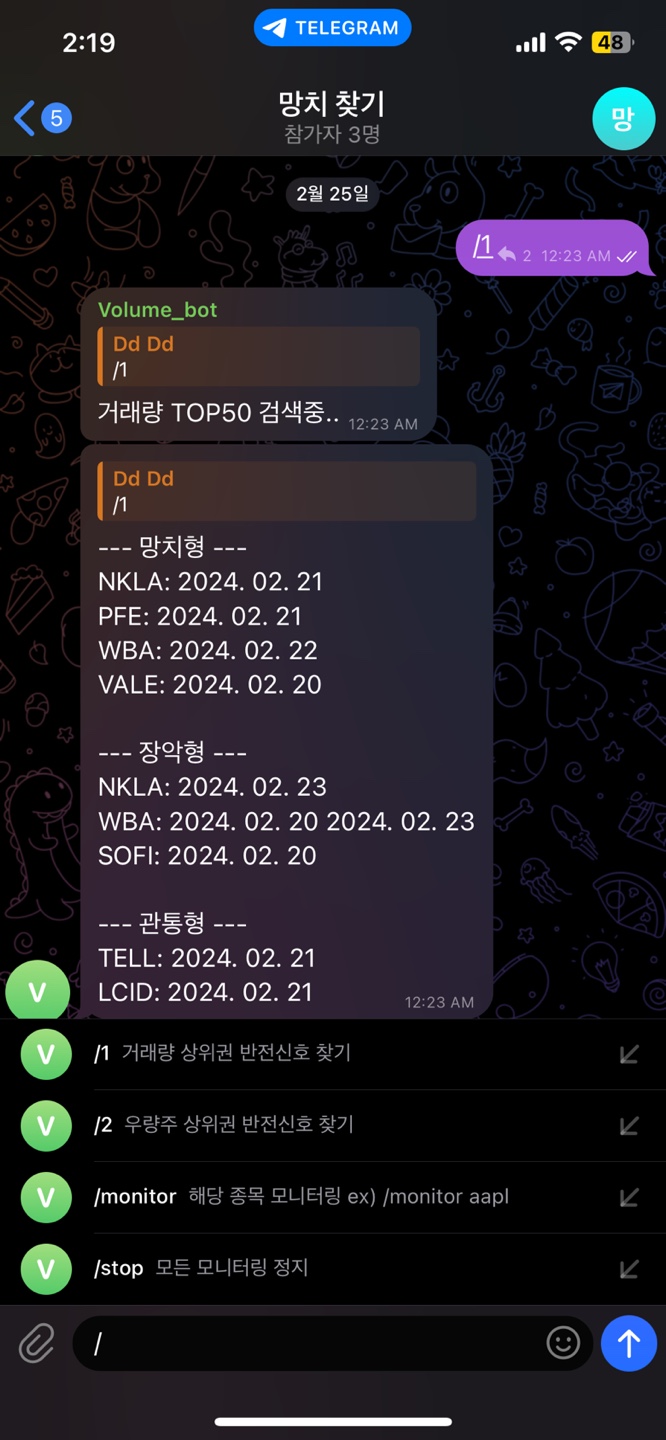 2:19
TELEGRAM
48
5
망치 찾기
참가자 3명
망
2월 25일
/1 2 12:23 AM
Volume_bot
Dd Dd
/1
거래량 TOP50 검색중.. 12:23 AM
Dd Dd
/1
--- 망치형 ---
NKLA: 2024. 02. 21
PFE: 2024. 02. 21
WBA: 2024. 02. 22
VALE: 2024. 02. 20
--- 장악형 ---
NKLA: 2024. 02. 23
WBA: 2024. 02. 20 2024. 02. 23
SOFI: 2024. 02. 20
--- 관통형 ---
TELL: 2024. 02. 21
LCID: 2024. 02. 21
12:23 AM
V
V /1 거래량 상위권 반전신호 찾기
V /2 우량주 상위권 반전신호 찾기
V /monitor 해당 종목 모니터링 ex) /monitor aapl
V /stop 모든 모니터링 정지
/